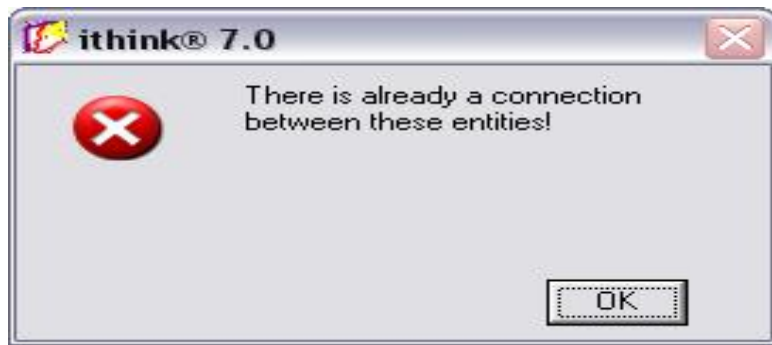 ithink® 7.0
There is already a connection
between these entities!
OK